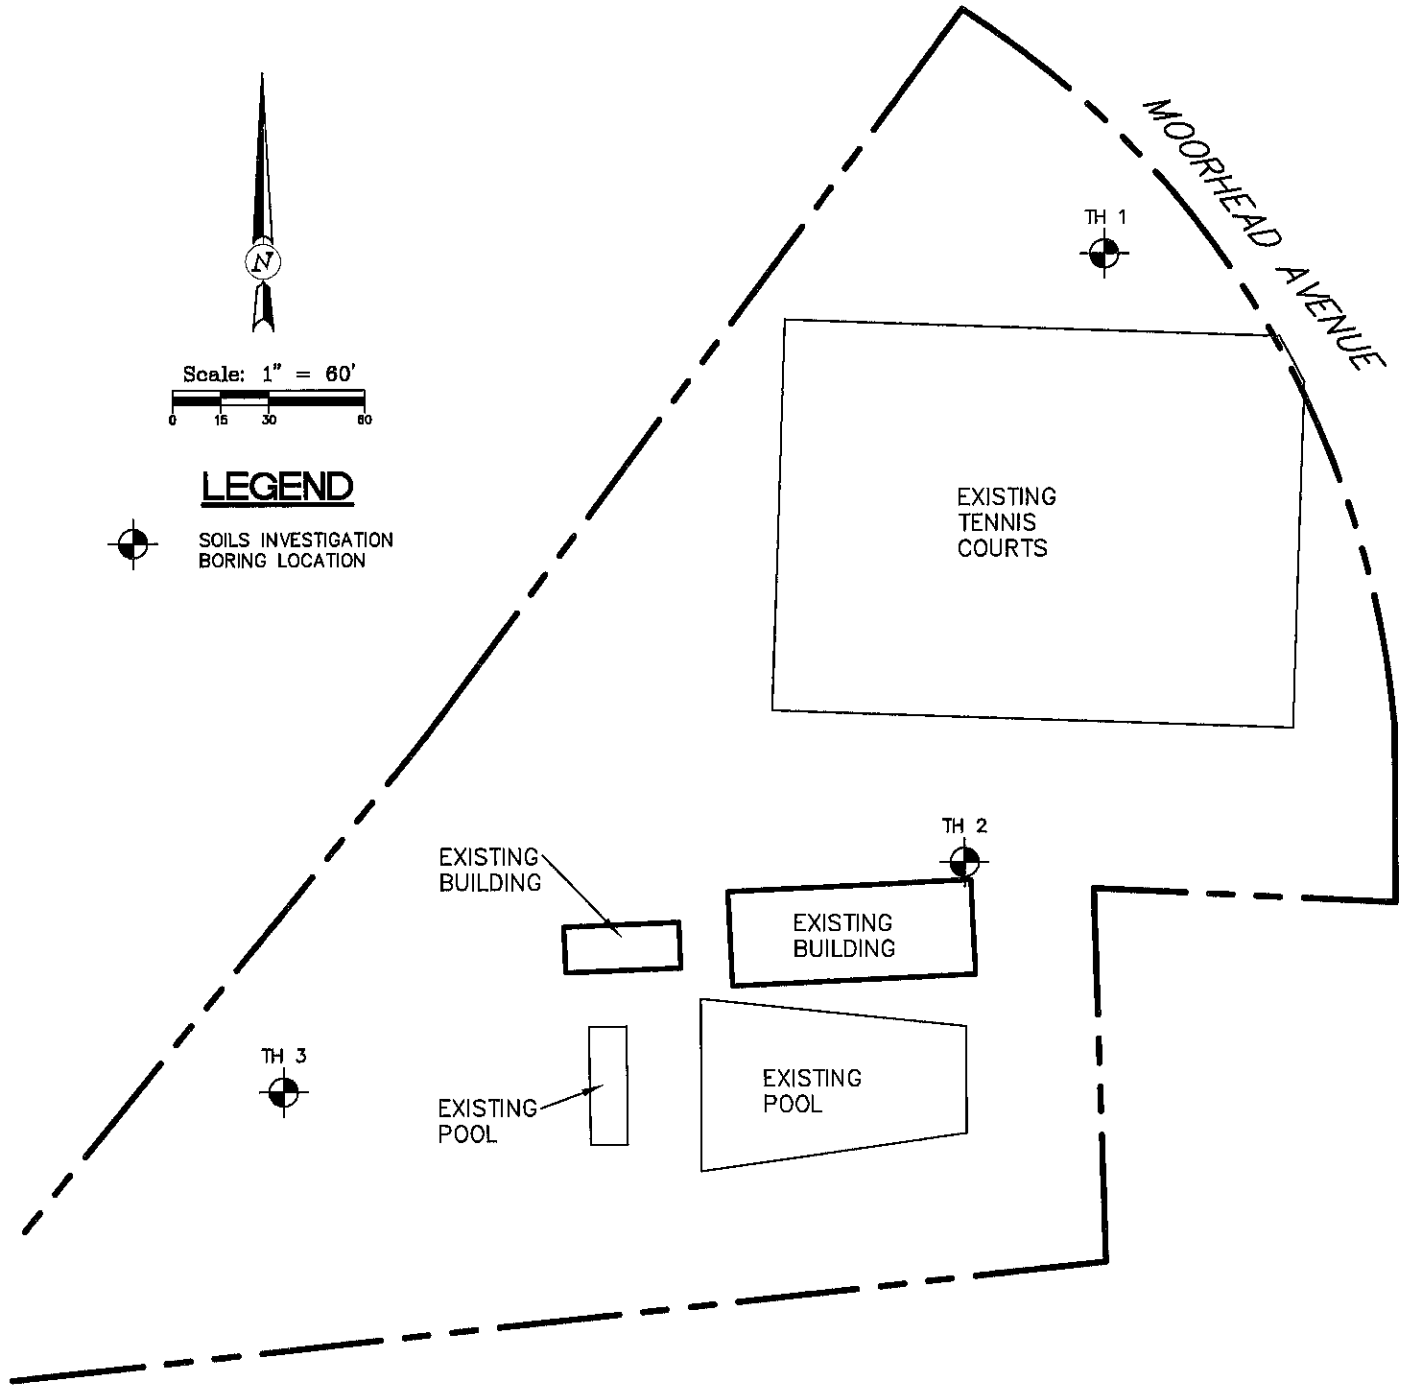 MOORHEAD AVENUE
TH 1
N
Scale: 1" = 60'
0 15 30 60
LEGEND
SOILS INVESTIGATION
BORING LOCATION
EXISTING
TENNIS
COURTS
TH 2
EXISTING
BUILDING
EXISTING
BUILDING
TH 3
EXISTING
POOL
EXISTING
POOL